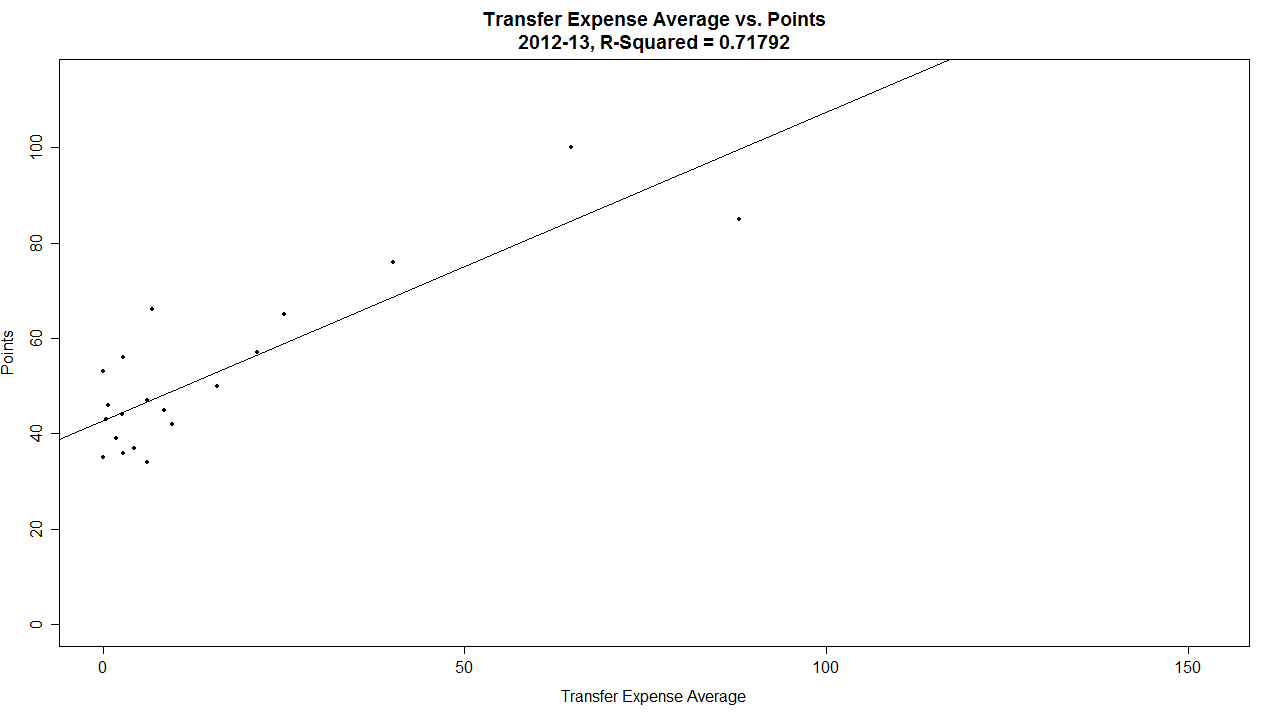 Transfer Expense Average vs. Points
2012-13, R-Squared = 0.71792
Points
100
80
60
40
20
0
0 50 100 150
Transfer Expense Average